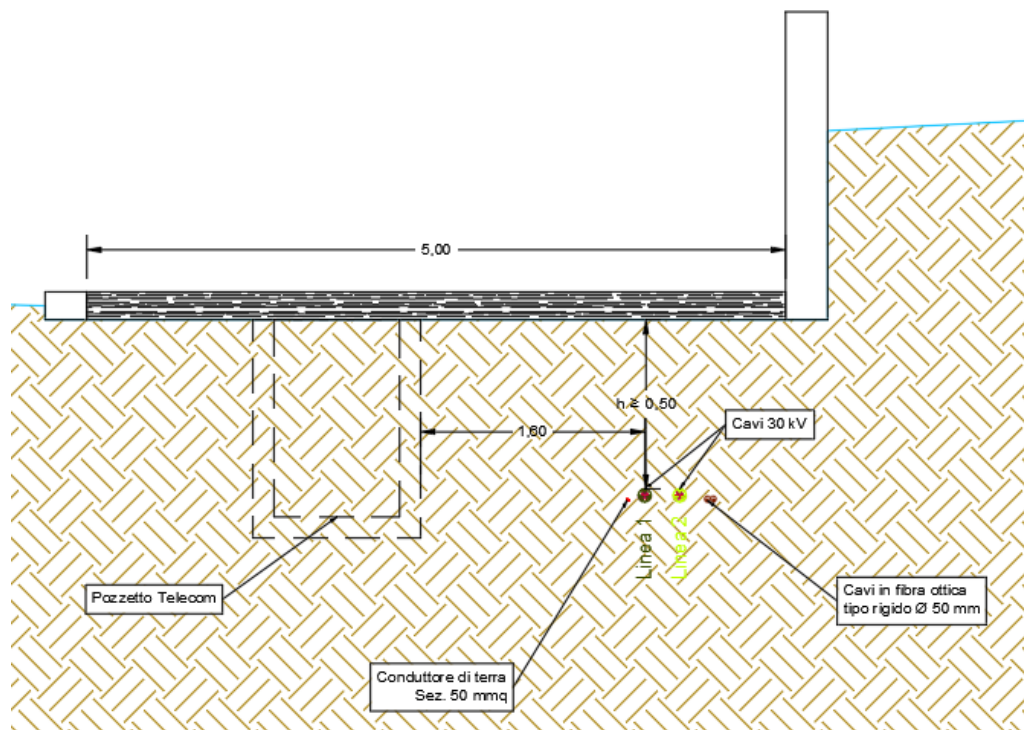 5,00
h ≥ 0,50
1,60
Cavi 30 kV
Linea 1
Linea 2
Pozzetto Telecom
Cavi in fibra ottica
tipo rigido Ø 50 mm
Conduttore di terra
Sez. 50 mmq